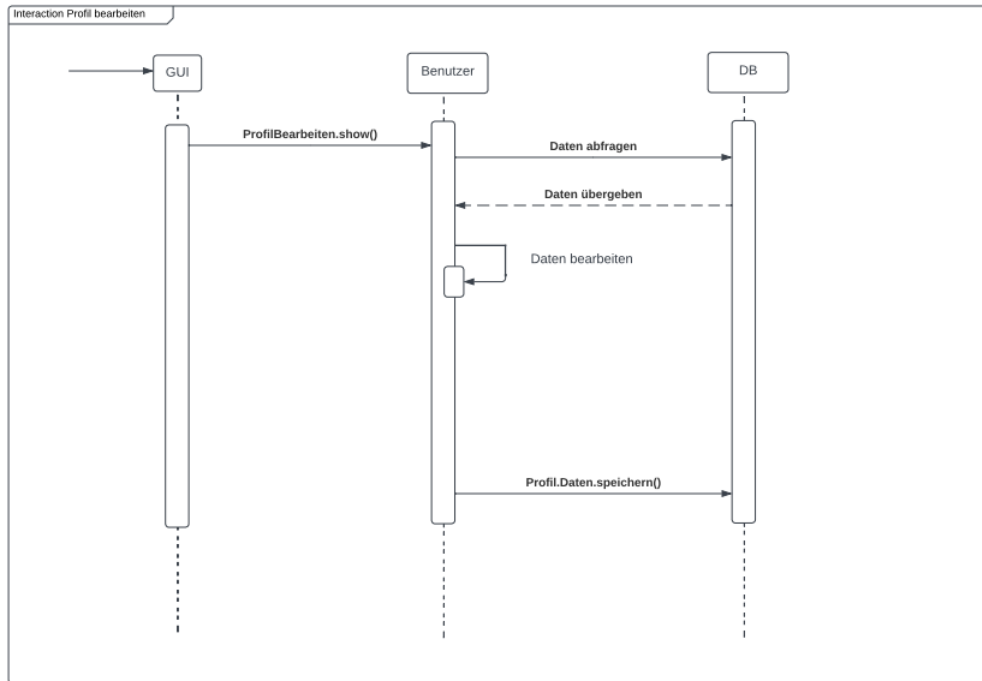 Interaction Profil bearbeiten
GUI
Benutzer
DB
ProfilBearbeiten.show()
Daten abfragen
Daten übergeben
Daten bearbeiten
Profil.Daten.speichern()